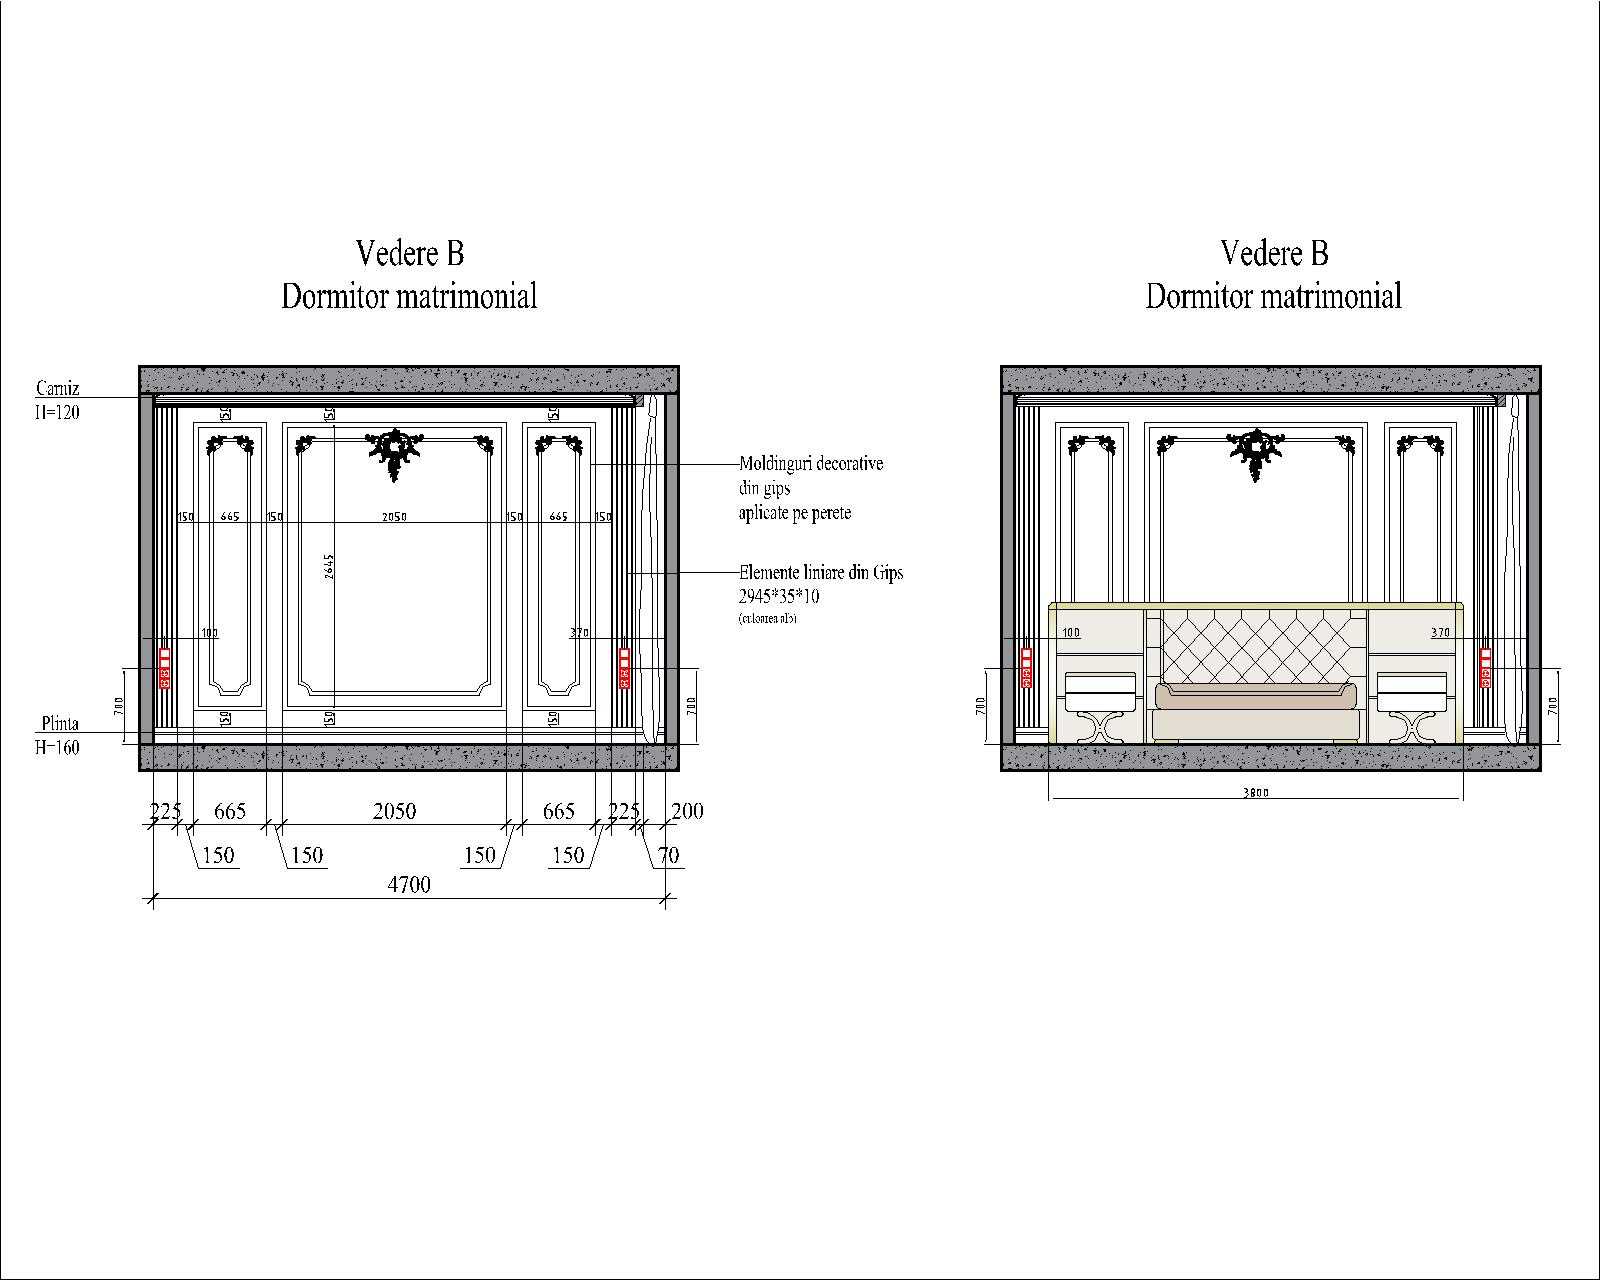 Vedere B
Dormitor matrimonial
Carniz
H=120
150
150
150
Moldinguri decorative
din gips
aplicate pe perete
150
665
150
2050
150
665
150
2645
Elemente liniare din Gips
2945*35*10
(culoarea alb)
100
370
700
700
Plinta
H=160
150
150
150
225
665
2050
665
225
200
150
150
150
150
70
4700
Vedere B
Dormitor matrimonial
100
370
700
700
3800